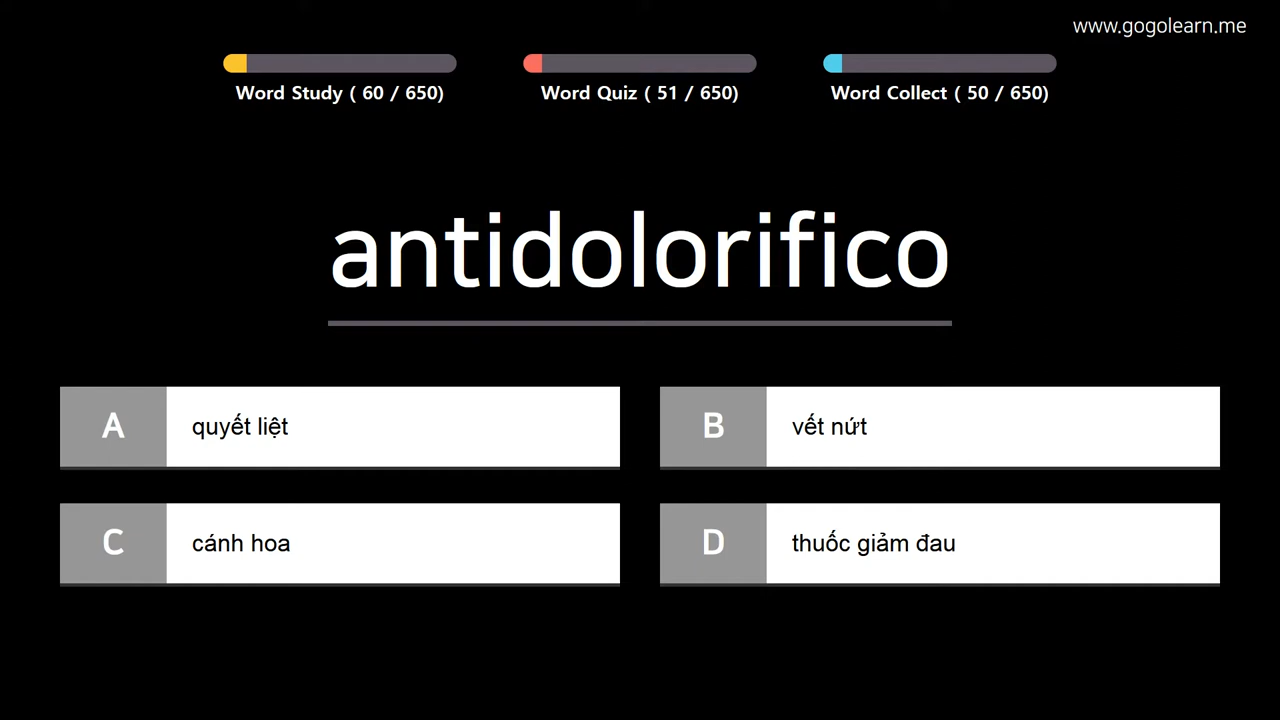 www.gogolearn.me
Word Study ( 60 / 650)
Word Quiz ( 51 / 650)
Word Collect ( 50 / 650)
antidolorifico
A quyết liệt
B vết nứt
C cánh hoa
D thuốc giảm đau